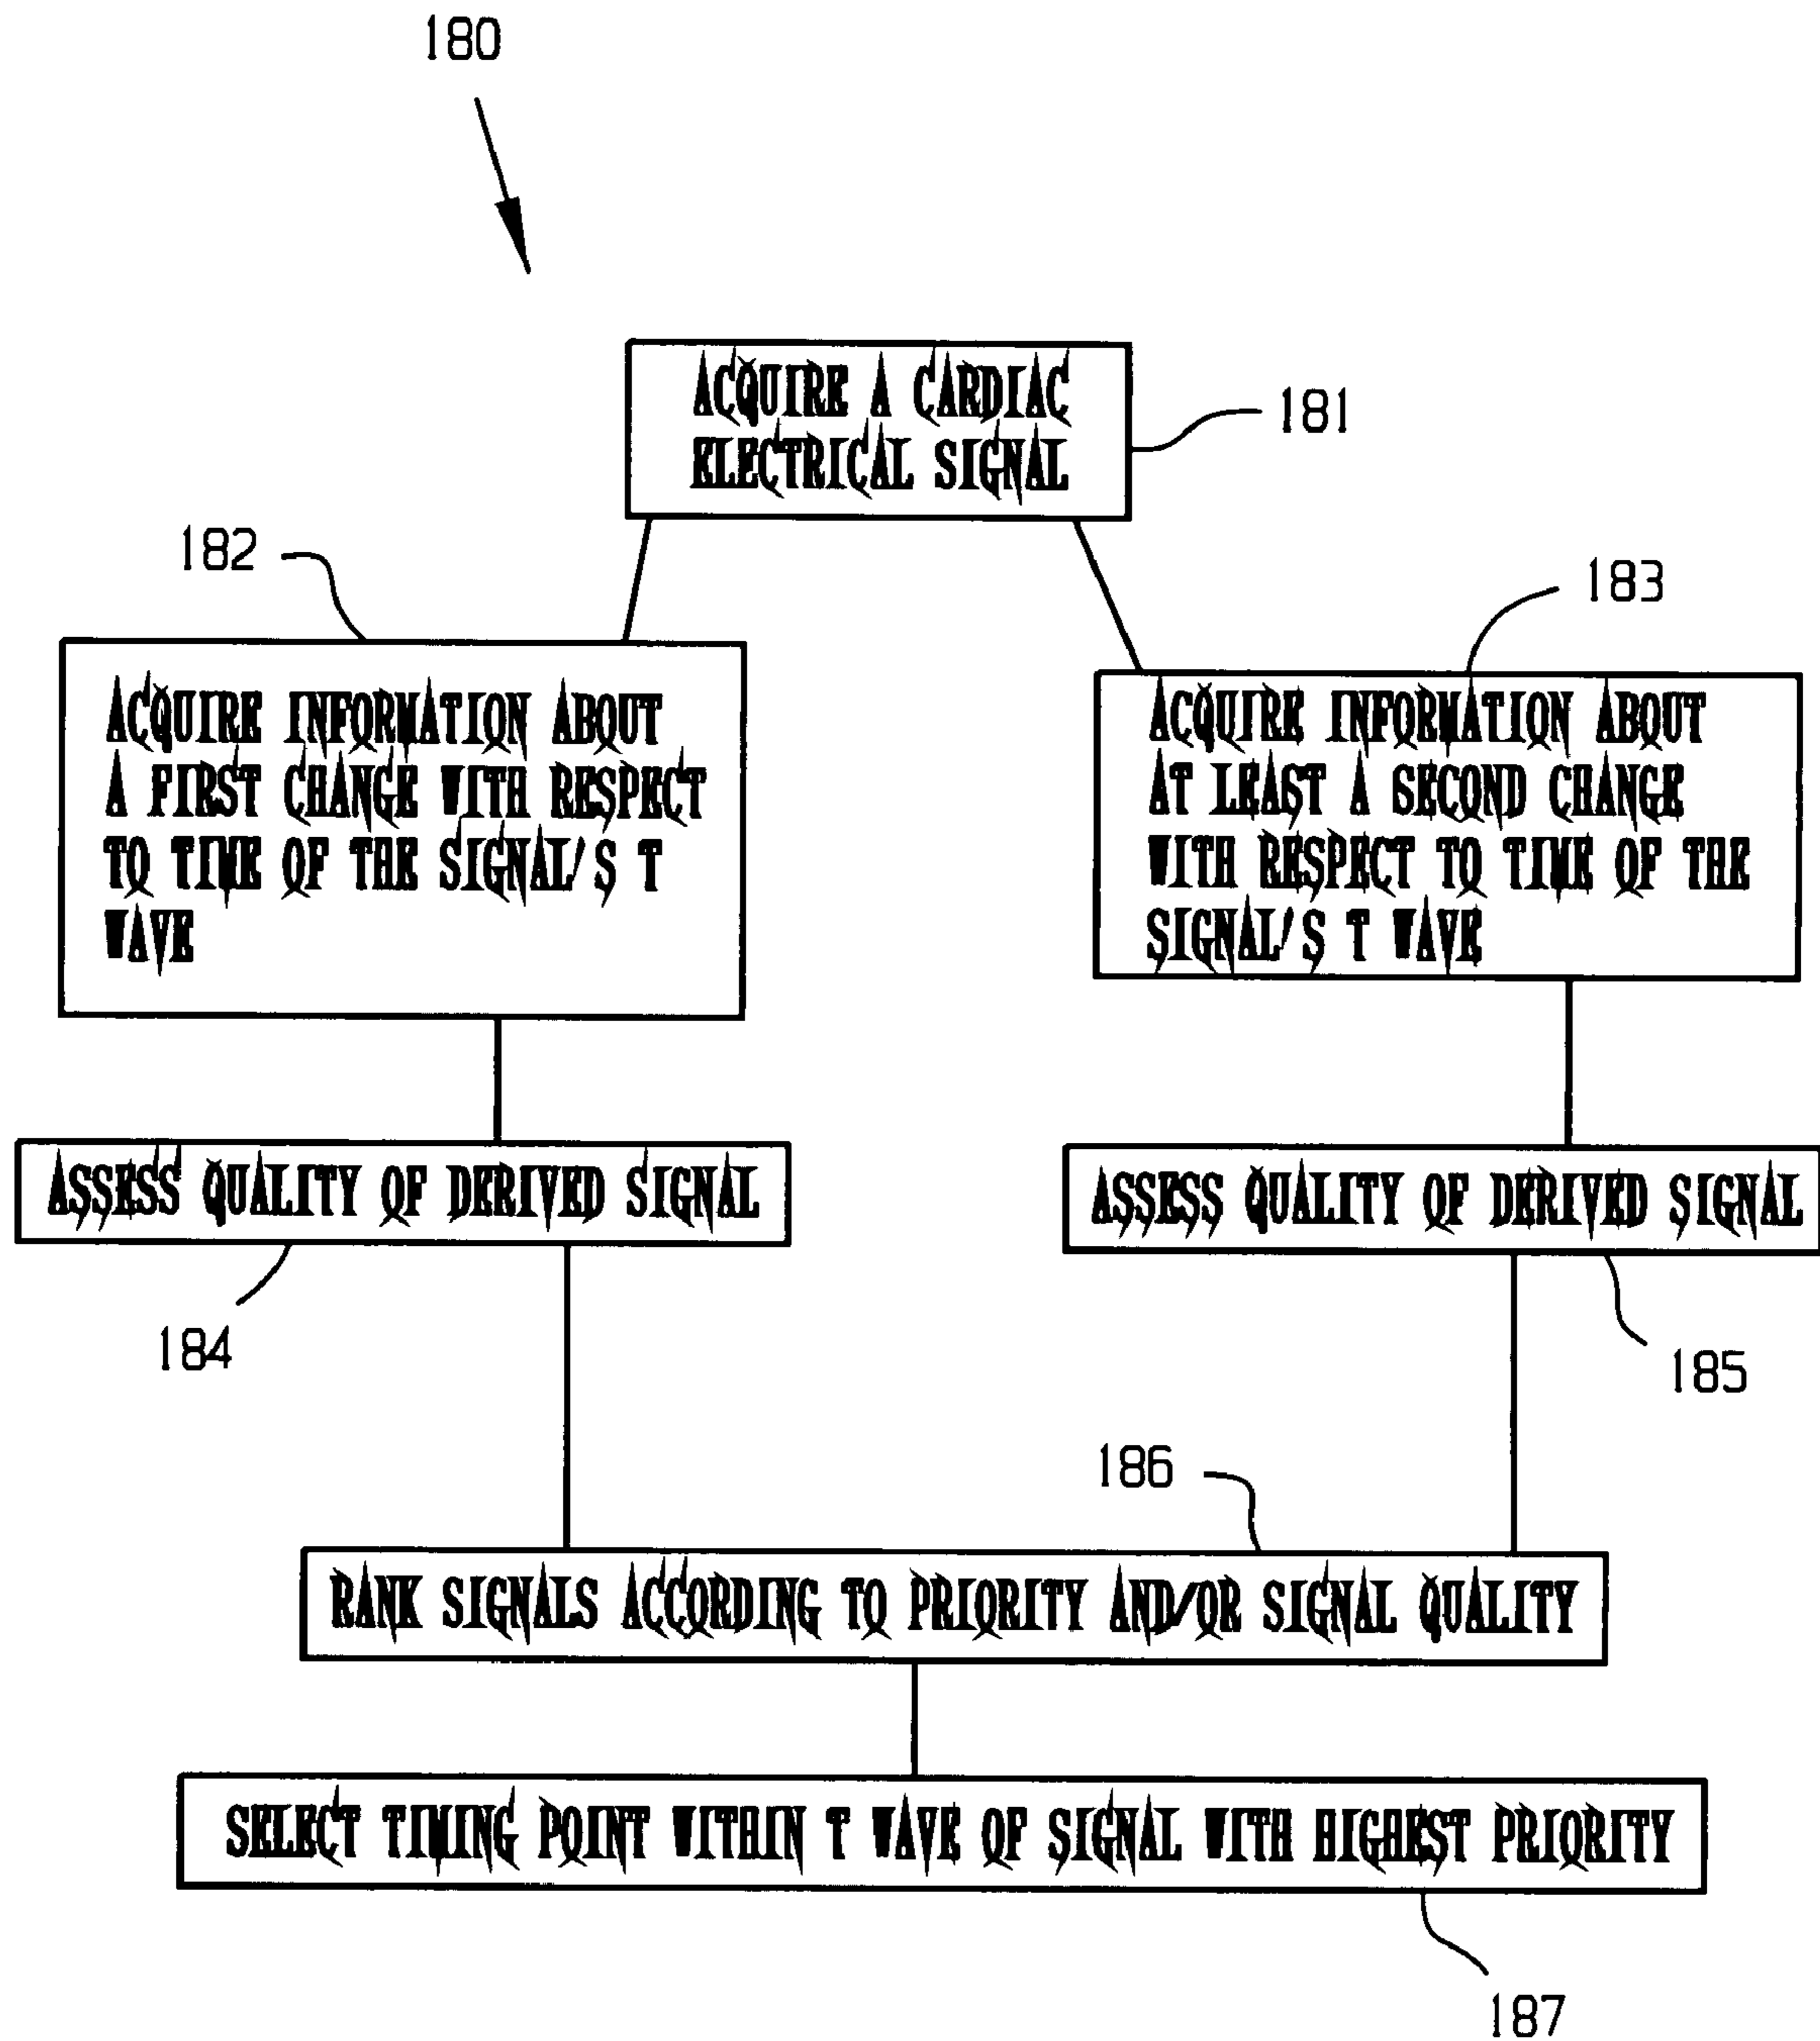 180
ACQUIRE A CARDIAC
ELECTRICAL SIGNAL
181
182
183
ACQUIRE INFORMATION ABOUT
A FIRST CHANGE WITH RESPECT
TO TIME OF THE SIGNAL'S T
WAVE
ACQUIRE INFORMATION ABOUT
AT LEAST A SECOND CHANGE
WITH RESPECT TO TIME OF THE
SIGNAL'S T WAVE
ASSESS QUALITY OF DERIVED SIGNAL
ASSESS QUALITY OF DERIVED SIGNAL
184
185
186
RANK SIGNALS ACCORDING TO PRIORITY AND/OR SIGNAL QUALITY
SELECT TIMING POINT WITHIN T WAVE OF SIGNAL WITH HIGHEST PRIORITY
187